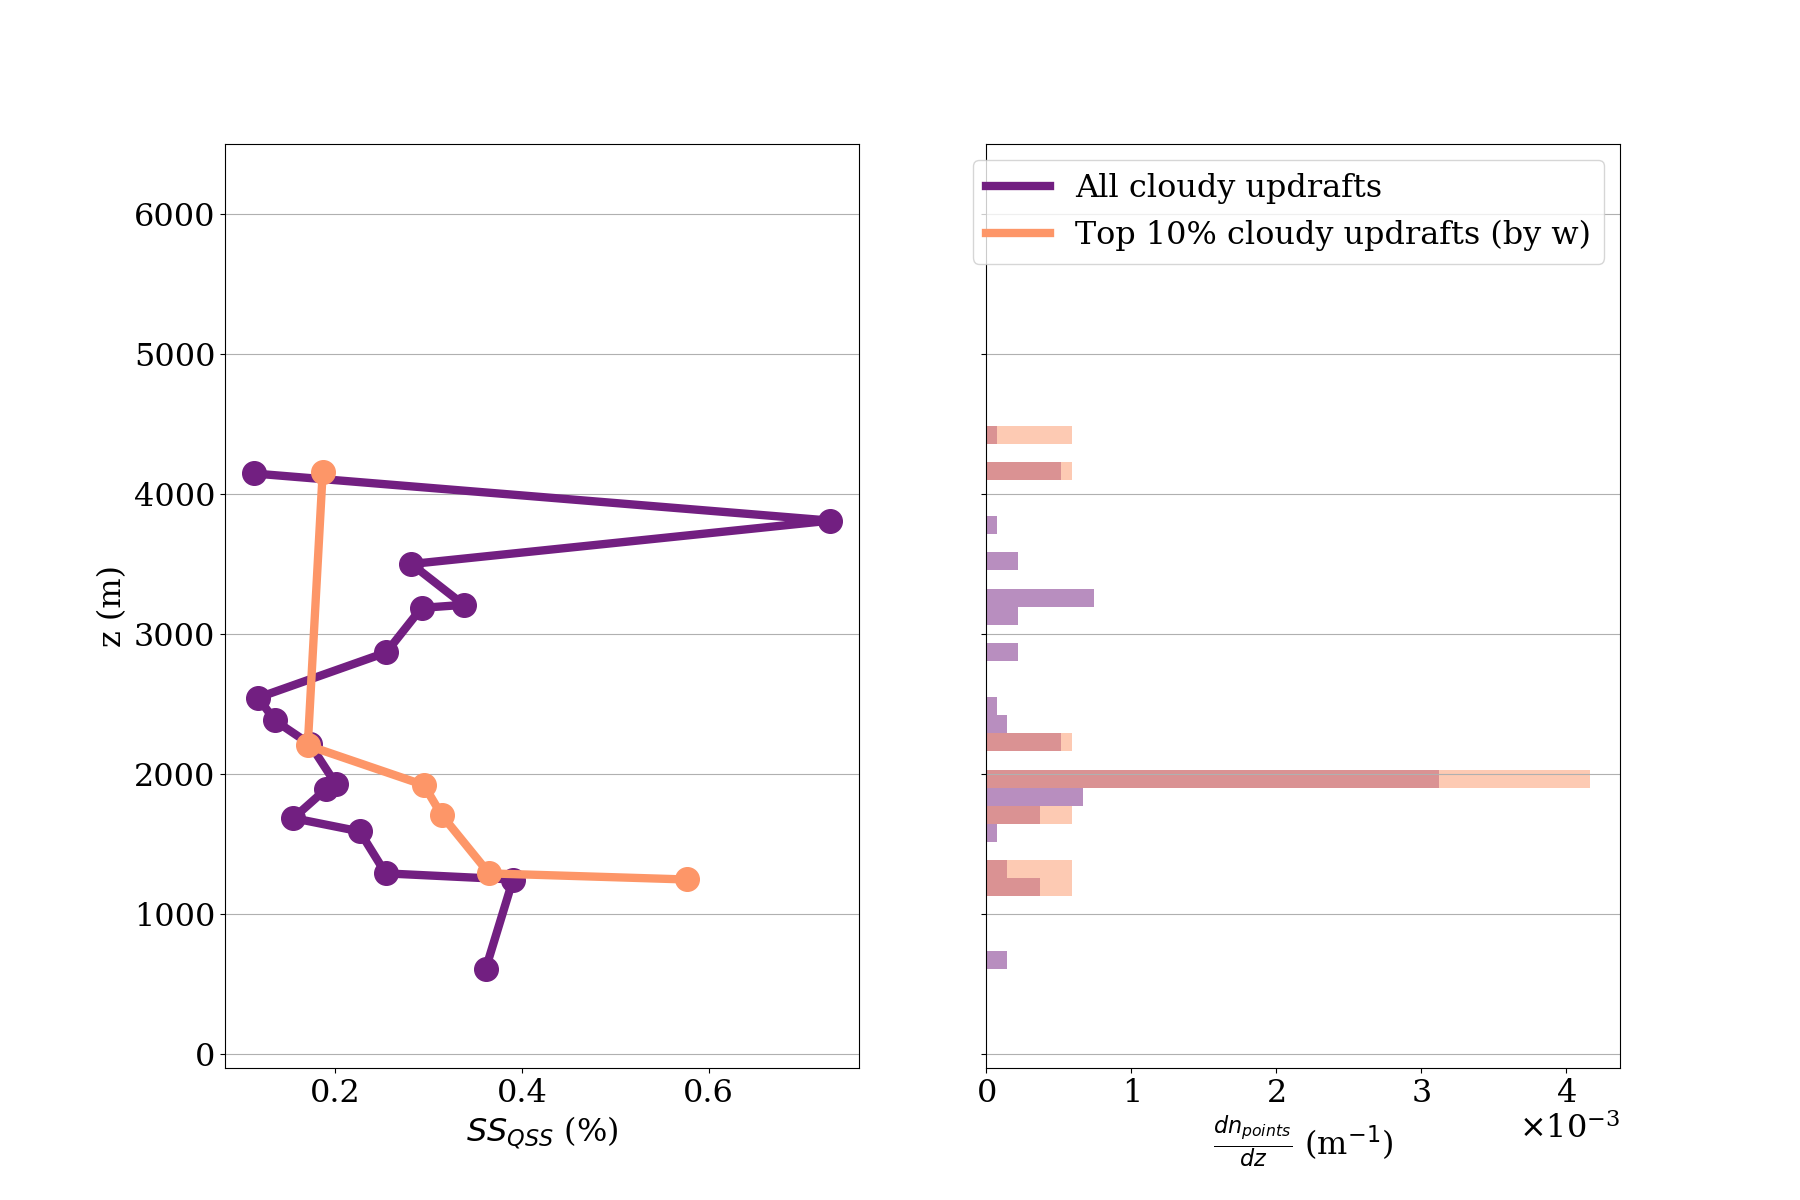 All cloudy updrafts
Top 10% cloudy updrafts (by w)
6000
5000
4000
3000
2000
1000
0
z (m)
0.2 0.4 0.6
SS_QSS (%)
0 1 2 3 4
×10⁻³
dn_points/dz (m⁻¹)